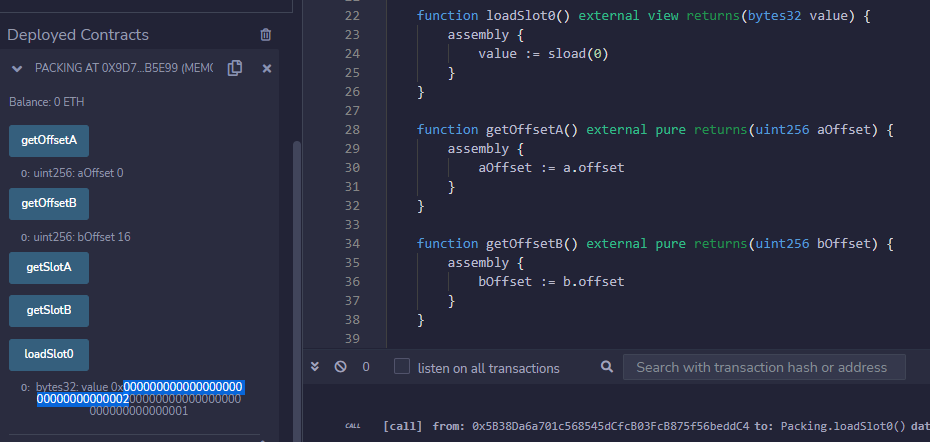 Deployed Contracts
PACKING AT 0X9D7...B5E99 (MEMO
Balance: 0 ETH
getOffsetA
0: uint256: aOffset 0
getOffsetB
0: uint256: bOffset 16
getSlotA
getSlotB
loadSlot0
0: bytes32: value 0x00000000000000000
000000000000002000000000000000000
00000000000001
22 function loadSlot0() external view returns(bytes32 value) {
23 assembly {
24 value := sload(0)
25 }
26 }
27
28 function getOffsetA() external pure returns(uint256 aOffset) {
29 assembly {
30 aOffset := a.offset
31 }
32 }
33
34 function getOffsetB() external pure returns(uint256 bOffset) {
35 assembly {
36 bOffset := b.offset
37 }
38 }
39
0 listen on all transactions Search with transaction hash or address
CALL [call] from: 0x5B38Da6a701c568545dCfcB03FcB875f56beddC4 to: Packing.loadSlot0() dat